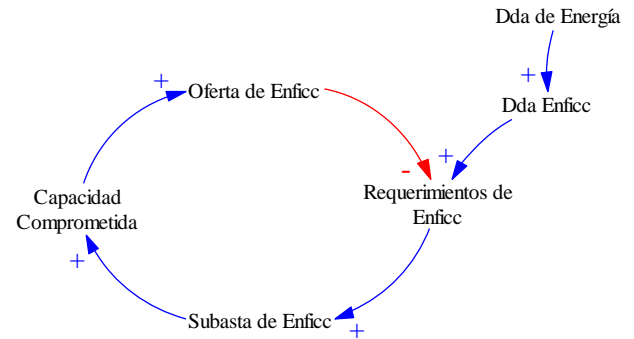 Dda de Energía
+
Oferta de Enficc
+
Dda Enficc
+
-
Requerimientos de
Enficc
Capacidad
Comprometida
+
Subasta de Enficc
+